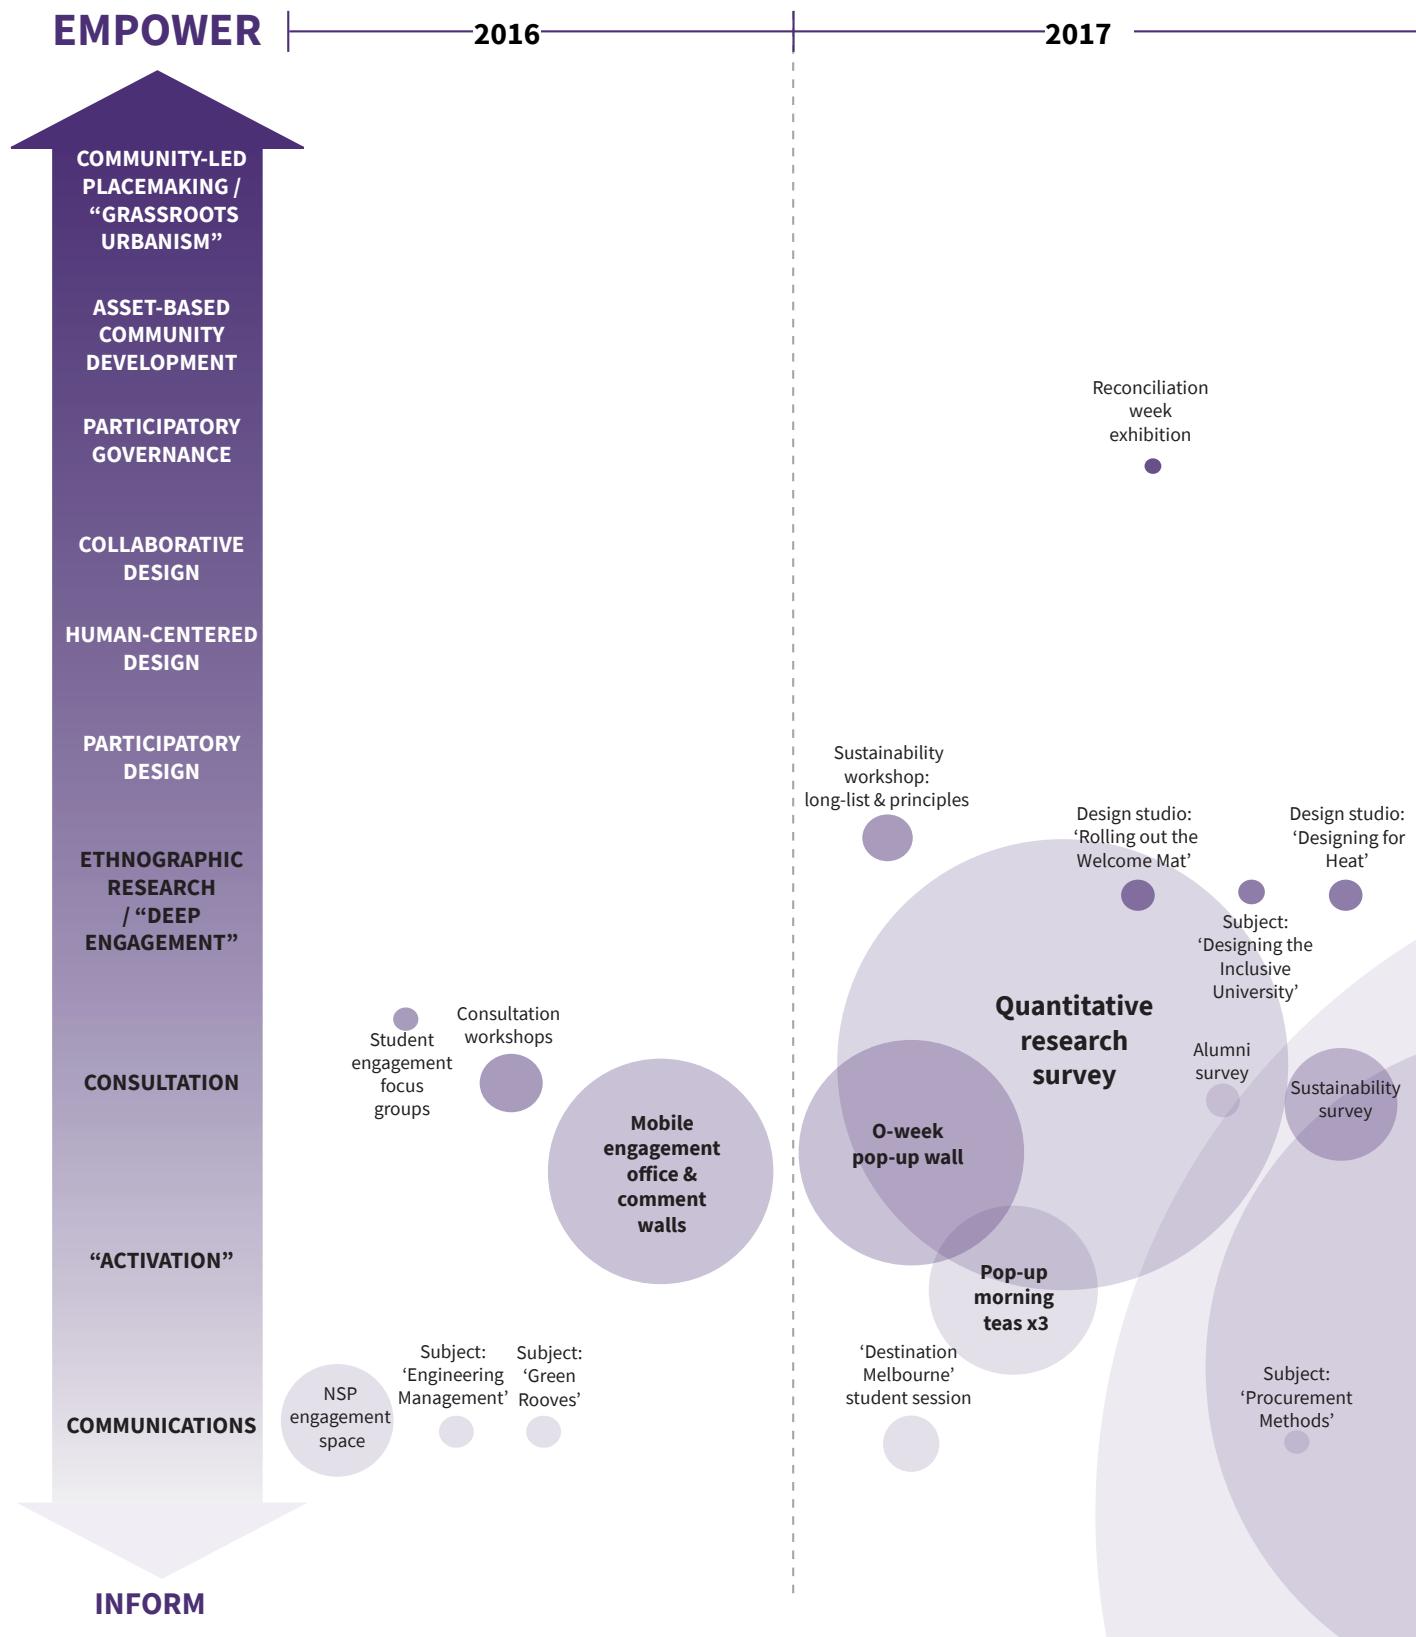 EMPOWER
2016
2017
COMMUNITY-LED
PLACEMAKING /
“GRASSROOTS
URBANISM”
ASSET-BASED
COMMUNITY
DEVELOPMENT
PARTICIPATORY
GOVERNANCE
COLLABORATIVE
DESIGN
HUMAN-CENTERED
DESIGN
PARTICIPATORY
DESIGN
ETHNOGRAPHIC
RESEARCH
/ “DEEP
ENGAGEMENT”
CONSULTATION
“ACTIVATION”
COMMUNICATIONS
INFORM
Student
engagement
focus
groups
Consultation
workshops
Mobile
engagement
office &
comment
walls
NSP
engagement
space
Subject:
‘Engineering
Management’
Subject:
‘Green
Rooves’
Reconciliation
week
exhibition
Sustainability
workshop:
long-list & principles
Design studio:
‘Rolling out the
Welcome Mat’
Design studio:
‘Designing for
Heat’
Subject:
‘Designing the
Inclusive
University’
Quantitative
research
survey
Alumni
survey
Sustainability
survey
O-week
pop-up wall
Pop-up
morning
teas x3
‘Destination
Melbourne’
student session
Subject:
‘Procurement
Methods’